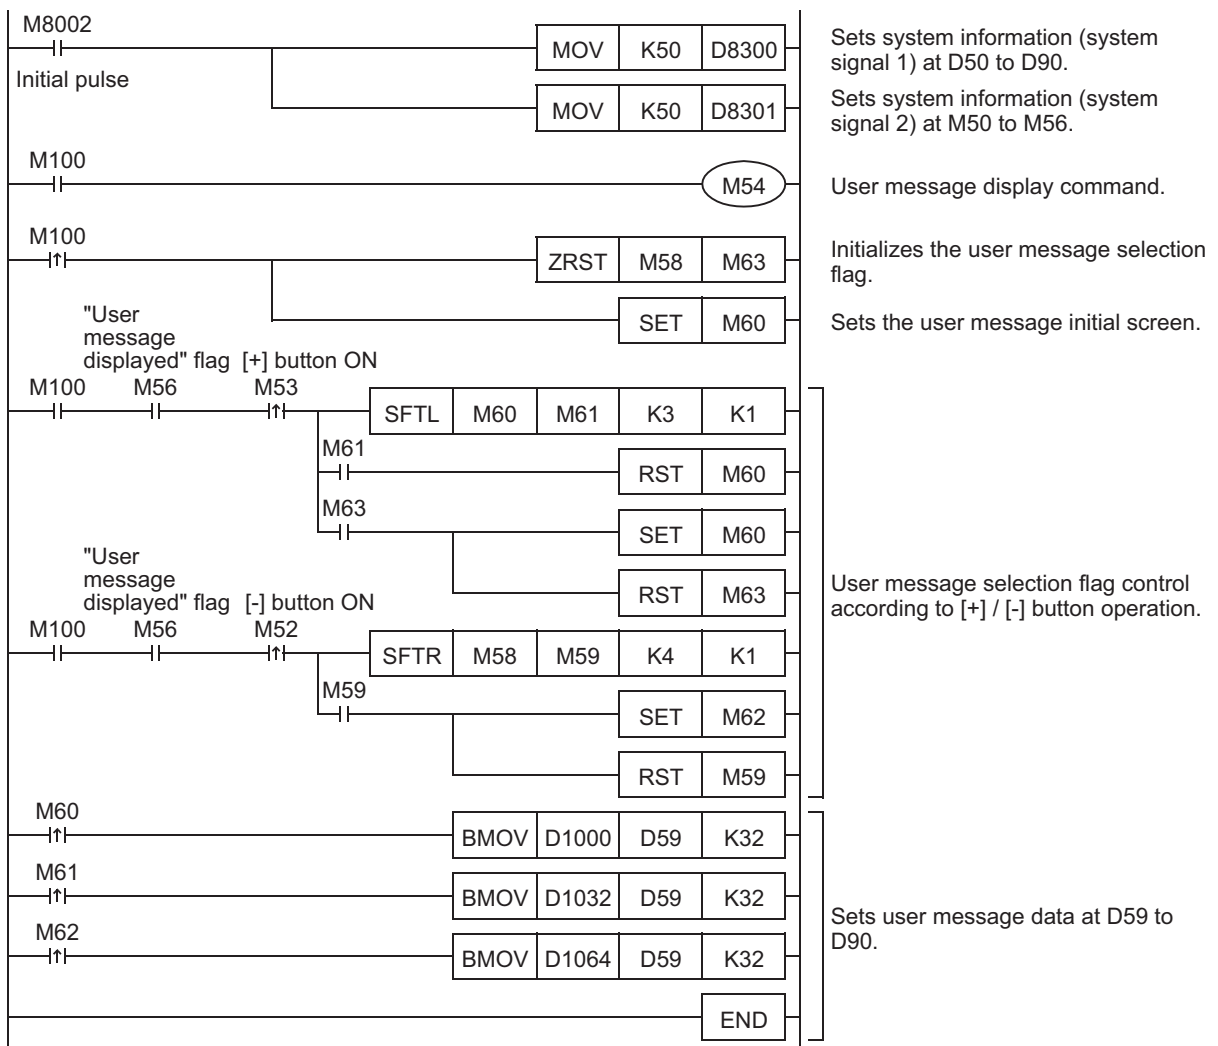 M8002
MOV K50 D8300
Sets system information (system
signal 1) at D50 to D90.
Initial pulse
MOV K50 D8301
Sets system information (system
signal 2) at M50 to M56.
M100
M54
User message display command.
M100
ZRST M58 M63
Initializes the user message selection
flag.
SET M60
Sets the user message initial screen.
"User
message
displayed" flag [+] button ON
M100 M56 M53
SFTL M60 M61 K3 K1
M61
RST M60
M63
SET M60
RST M63
"User
message
displayed" flag [-] button ON
User message selection flag control
according to [+] / [-] button operation.
M100 M56 M52
SFTR M58 M59 K4 K1
M59
SET M62
RST M59
M60
BMOV D1000 D59 K32
M61
BMOV D1032 D59 K32
Sets user message data at D59 to
D90.
M62
BMOV D1064 D59 K32
END